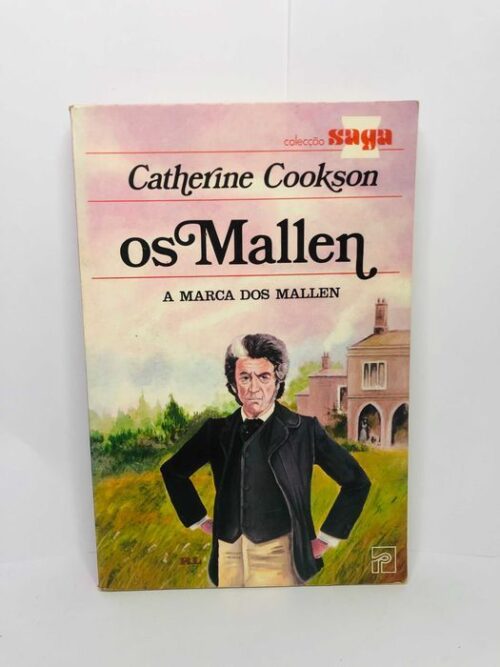 colecção saga
Catherine Cookson
os Mallen
A MARCA DOS MALLEN